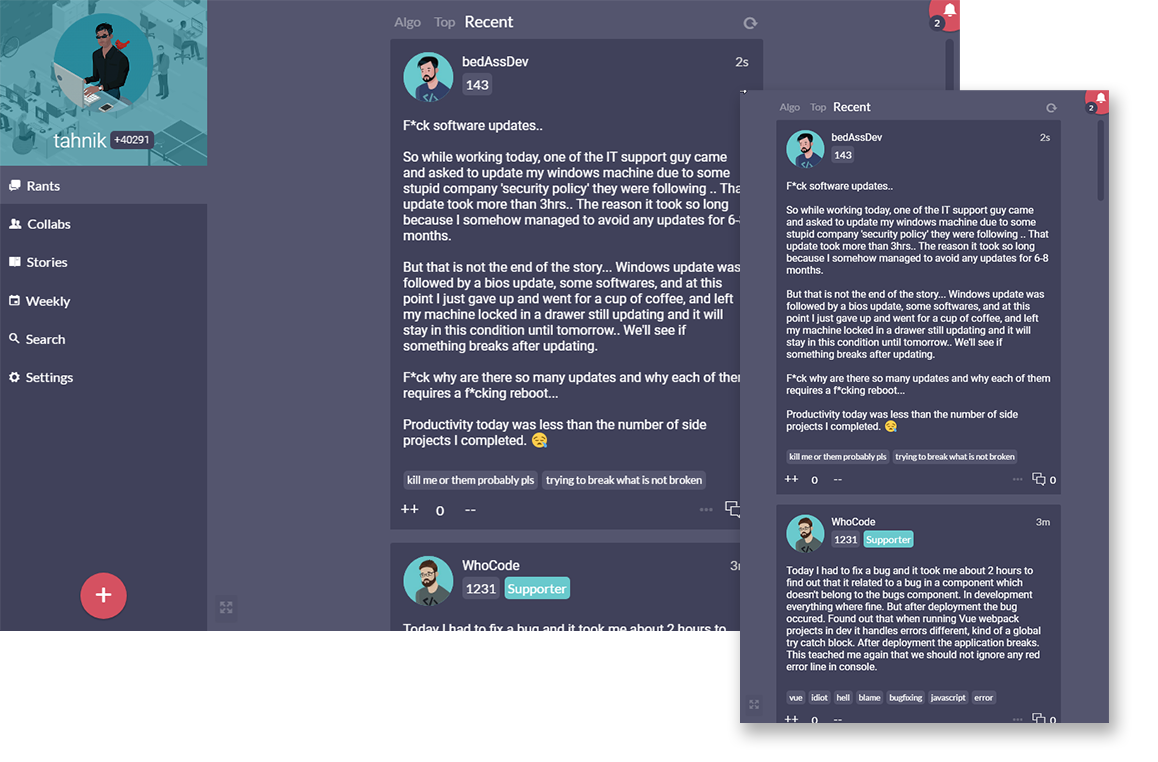 Algo Top Recent
2
tahnik +40291
Rants
Collabs
Stories
Weekly
Search
Settings
+
bedAssDev
2s
143
F*ck software updates..
So while working today, one of the IT support guy came
and asked to update my windows machine due to some
stupid company 'security policy' they were following .. Tha
update took more than 3hrs.. The reason it took so long
because I somehow managed to avoid any updates for 6-8
months.
But that is not the end of the story... Windows update was
followed by a bios update, some softwares, and at this
point I just gave up and went for a cup of coffee, and left
my machine locked in a drawer still updating and it will
stay in this condition until tomorrow.. We'll see if
something breaks after updating.
F*ck why are there so many updates and why each of them
requires a f*cking reboot...
Productivity today was less than the number of side
projects I completed. 😪
kill me or them probably pls trying to break what is not broken
++ 0 --
WhoCode
3m
1231 Supporter
Today I had to fix a bug and it took me about 2 hours to
Algo Top Recent
2
bedAssDev
2s
143
F*ck software updates..
So while working today, one of the IT support guy came
and asked to update my windows machine due to some
stupid company 'security policy' they were following .. That
update took more than 3hrs.. The reason it took so long
because I somehow managed to avoid any updates for 6-8
months.
But that is not the end of the story... Windows update was
followed by a bios update, some softwares, and at this
point I just gave up and went for a cup of coffee, and left
my machine locked in a drawer still updating and it will
stay in this condition until tomorrow.. We'll see if
something breaks after updating.
F*ck why are there so many updates and why each of them
requires a f*cking reboot...
Productivity today was less than the number of side
projects I completed. 😪
kill me or them probably pls trying to break what is not broken
++ 0 -- ... 0
WhoCode
3m
1231 Supporter
Today I had to fix a bug and it took me about 2 hours to
find out that it related to a bug in a component which
doesn't belong to the bugs component. In development
everything where fine. But after deployment the bug
occured. Found out that when running Vue webpack
projects in dev it handles errors different, kind of a global
try catch block. After deployment the application breaks.
This teached me again that we should not ignore any red
error line in console.
vue idiot hell blame bugfixing javascript error
++ 0 -- ... 0